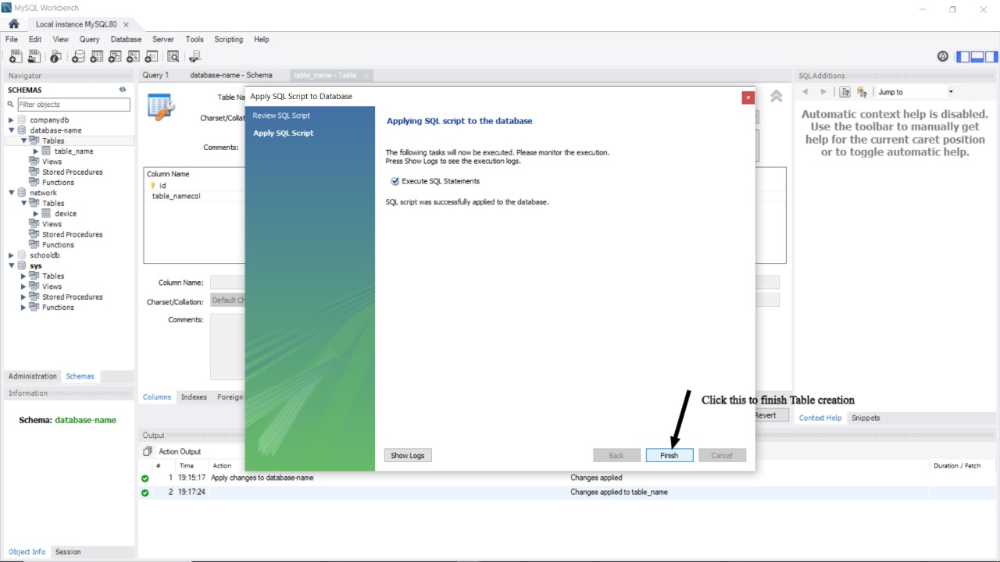 MySQL Workbench
Local instance MySQL80
File Edit View Query Database Server Tools Scripting Help
Navigator
SCHEMAS
Filter objects
companydb
database-name
Tables
table_name
Views
Stored Procedures
Functions
network
Tables
device
Views
Stored Procedures
Functions
schooldb
sys
Tables
Views
Stored Procedures
Functions
Administration Schemas
Information
Schema: database-name
Object Info Session
Query 1 database-name - Schema table_name - Table
Table Na
Charset/Collat
Comments:
Column Name
id
table_namecol
Column Name:
Charset/Collation: Default Ch
Comments:
Columns Indexes Foreign
Revert
Apply SQL Script to Database
Review SQL Script
Apply SQL Script
Applying SQL script to the database
The following tasks will now be executed. Please monitor the execution.
Press Show Logs to see the execution logs.
Execute SQL Statements
SQL script was successfully applied to the database.
Click this to finish Table creation
Show Logs Back Finish Cancel
SQLAdditions
Jump to
Automatic context help is disabled.
Use the toolbar to manually get
help for the current caret position
or to toggle automatic help.
Context Help Snippets
Output
Action Output
# Time Action Duration / Fetch
1 19:15:17 Apply changes to database-name Changes applied
2 19:17:24 Changes applied to table_name